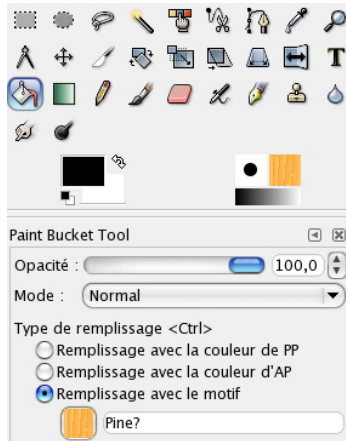 Paint Bucket Tool
Opacité : 100,0
Mode : Normal
Type de remplissage <Ctrl>
Remplissage avec la couleur de PP
Remplissage avec la couleur d'AP
Remplissage avec le motif
Pine?